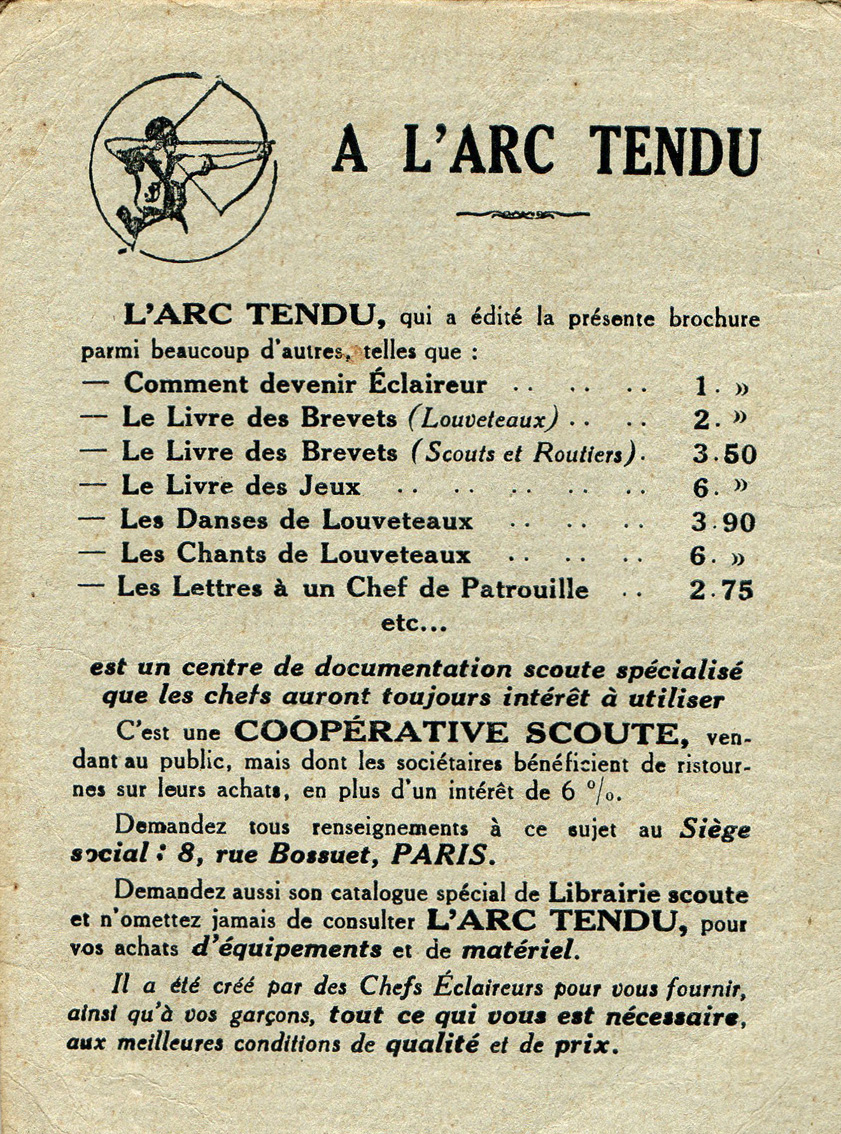 A L'ARC TENDU
L'ARC TENDU, qui a édité la présente brochure
parmi beaucoup d'autres, telles que :
— Comment devenir Éclaireur .. .. .. 1. »
— Le Livre des Brevets (Louveteaux) .. .. 2. »
— Le Livre des Brevets (Scouts et Routiers). 3.50
— Le Livre des Jeux .. .. .. .. .. 6. »
— Les Danses de Louveteaux .. .. .. 3.90
— Les Chants de Louveteaux .. .. .. 6. »
— Les Lettres à un Chef de Patrouille .. 2.75
etc...
est un centre de documentation scoute spécialisé
que les chefs auront toujours intérêt à utiliser
C'est une COOPÉRATIVE SCOUTE, ven-
dant au public, mais dont les sociétaires bénéficient de ristour-
nes sur leurs achats, en plus d'un intérêt de 6 %.
Demandez tous renseignements à ce sujet au Siège
social : 8, rue Bossuet, PARIS.
Demandez aussi son catalogue spécial de Librairie scoute
et n'omettez jamais de consulter L'ARC TENDU, pour
vos achats d'équipements et de matériel.
Il a été créé par des Chefs Éclaireurs pour vous fournir,
ainsi qu'à vos garçons, tout ce qui vous est nécessaire,
aux meilleures conditions de qualité et de prix.